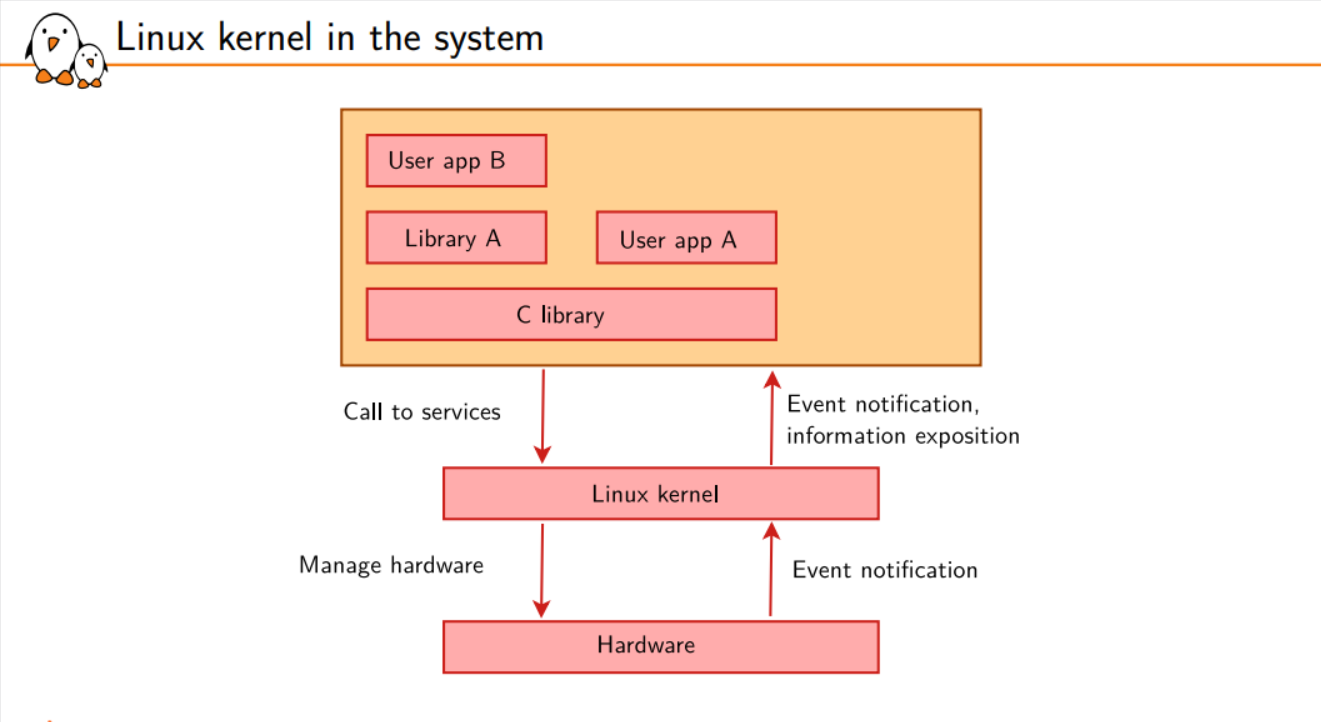 Linux kernel in the system
User app B
Library A
User app A
C library
Call to services
Event notification,
information exposition
Linux kernel
Manage hardware
Event notification
Hardware